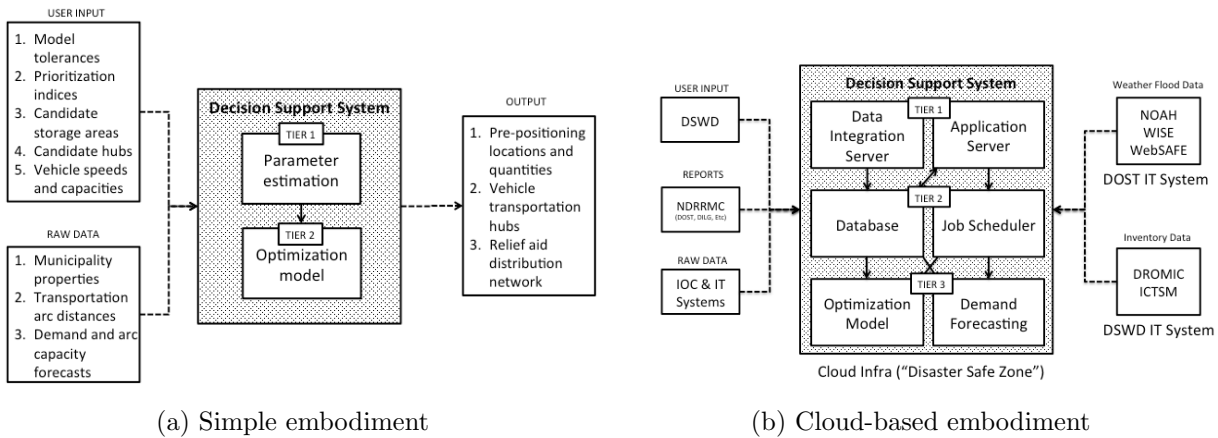 USER INPUT
1. Model
tolerances
2. Prioritization
indices
3. Candidate
storage areas
4. Candidate hubs
5. Vehicle speeds
and capacities
RAW DATA
1. Municipality
properties
2. Transportation
arc distances
3. Demand and arc
capacity
forecasts
Decision Support System
TIER 1
Parameter
estimation
TIER 2
Optimization
model
OUTPUT
1. Pre-positioning
locations and
quantities
2. Vehicle
transportation
hubs
3. Relief aid
distribution
network
(a) Simple embodiment
USER INPUT
DSWD
REPORTS
NDRRMC
(DOST, DILG, Etc)
RAW DATA
IOC & IT
Systems
Decision Support System
TIER 1
Data
Integration
Server
Application
Server
TIER 2
Database
Job Scheduler
TIER 3
Optimization
Model
Demand
Forecasting
Cloud Infra (“Disaster Safe Zone”)
Weather Flood Data
NOAH
WISE
WebSAFE
DOST IT System
Inventory Data
DROMIC
ICTSM
DSWD IT System
(b) Cloud-based embodiment